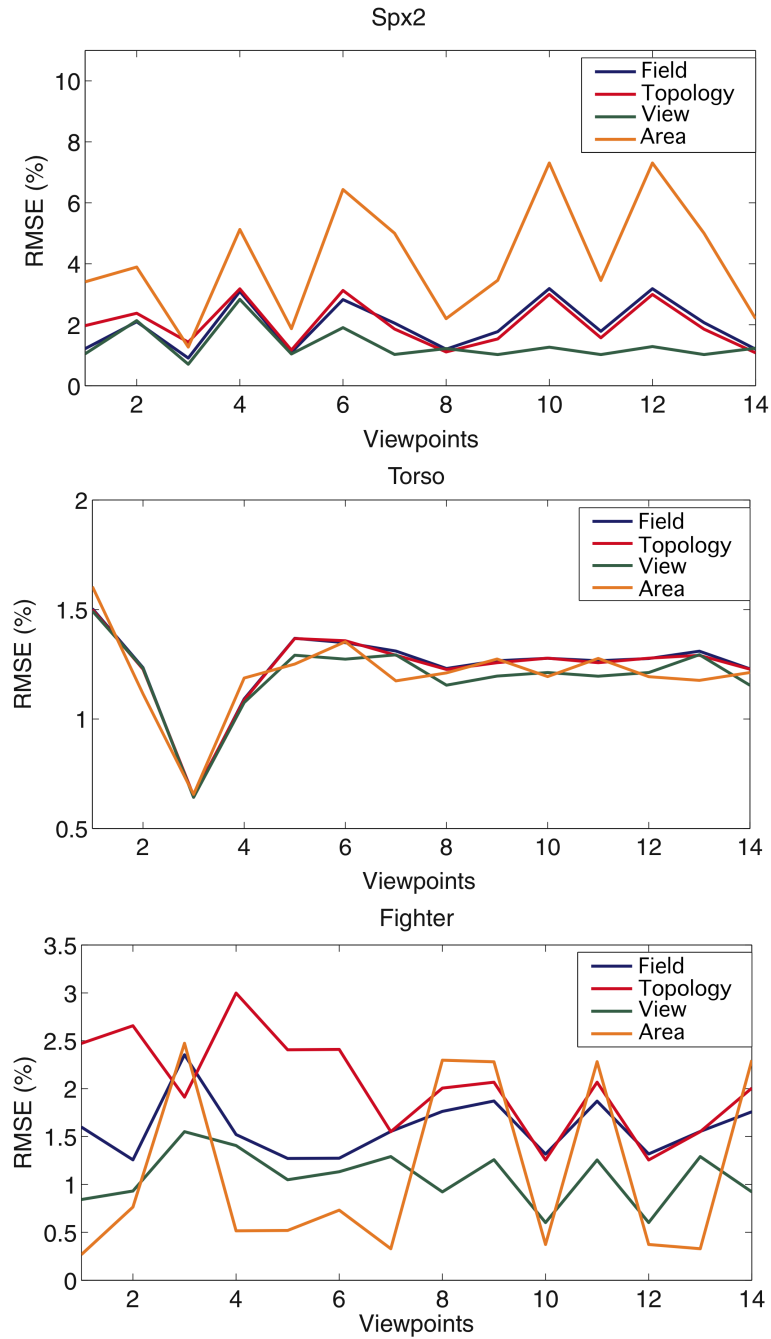 Spx2
RMSE (%)
10
8
6
4
2
0
Field
Topology
View
Area
2 4 6 8 10 12 14
Viewpoints
Torso
RMSE (%)
2
1.5
1
0.5
Field
Topology
View
Area
2 4 6 8 10 12 14
Viewpoints
Fighter
RMSE (%)
3.5
3
2.5
2
1.5
1
0.5
0
Field
Topology
View
Area
2 4 6 8 10 12 14
Viewpoints